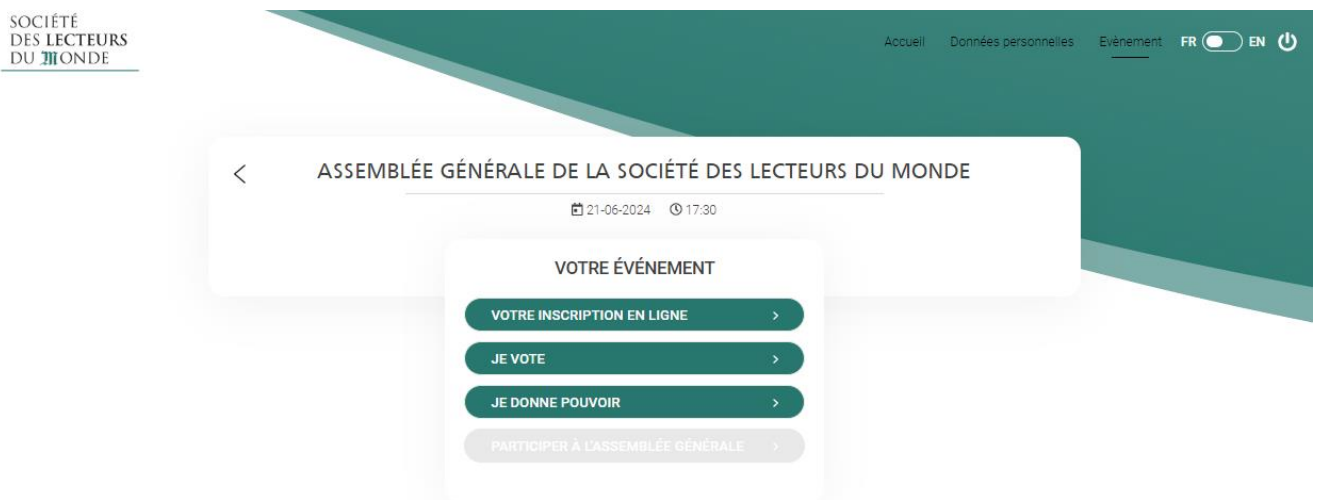 SOCIÉTÉ
DES LECTEURS
DU MONDE
Accueil Données personnelles Evènement FR EN
ASSEMBLÉE GÉNÉRALE DE LA SOCIÉTÉ DES LECTEURS DU MONDE
21-06-2024 17:30
VOTRE ÉVÉNEMENT
VOTRE INSCRIPTION EN LIGNE
JE VOTE
JE DONNE POUVOIR
PARTICIPER À L'ASSEMBLÉE GÉNÉRALE